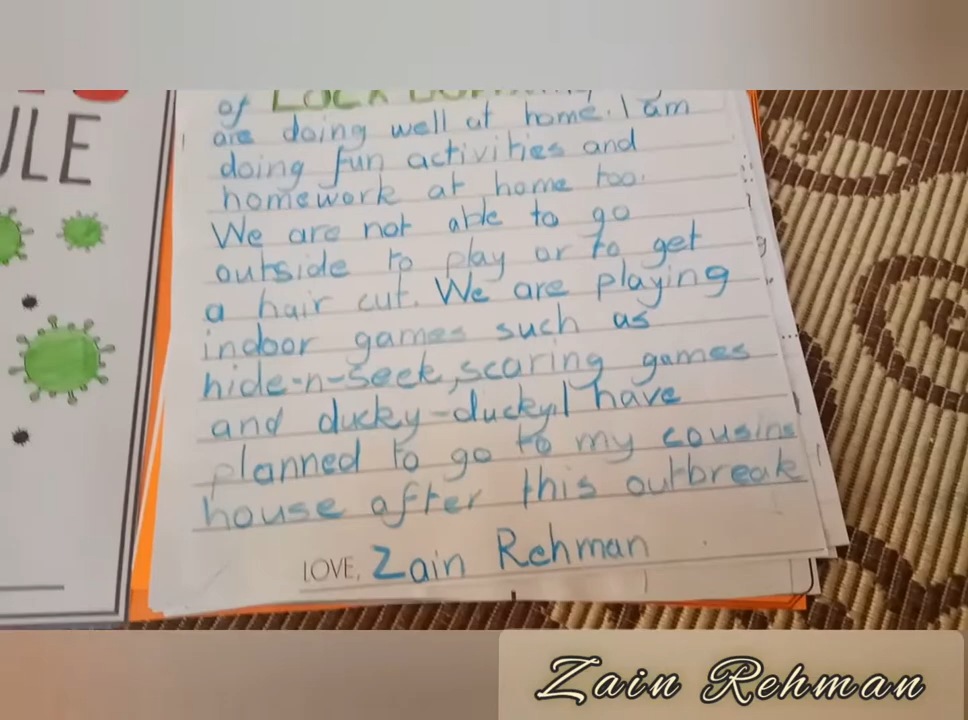 ULE
of LOCK DOWN
are doing well at home. I am
doing fun activities and
homework at home too.
We are not able to go
outside to play or to get
a hair cut. We are playing
indoor games such as
hide-n-seek, scaring games
and ducky-ducky. I have
planned to go to my cousins
house after this outbreak
LOVE, Zain Rehman
Zain Rehman